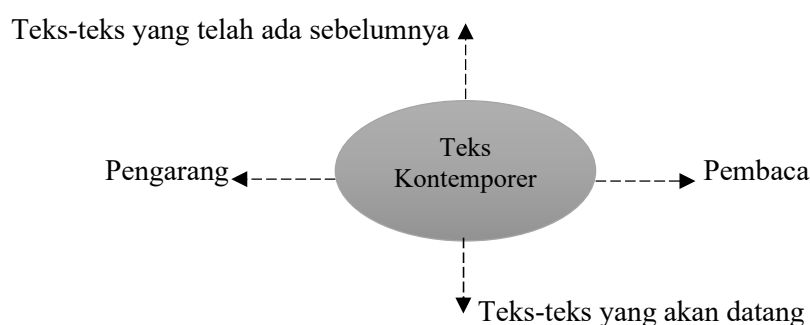 Teks-teks yang telah ada sebelumnya
Teks
Kontemporer
Pengarang
Pembaca
Teks-teks yang akan datang